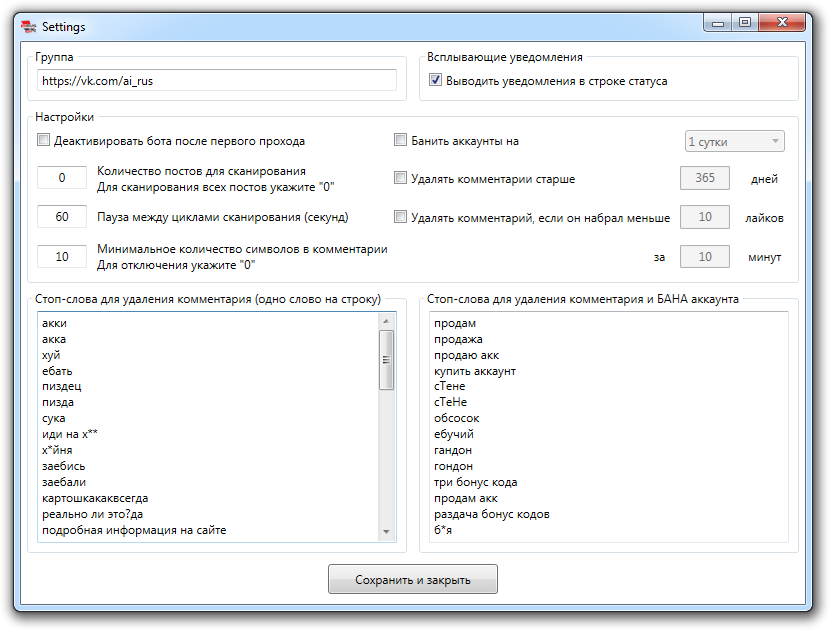 Settings
Группа
https://vk.com/ai_rus
Всплывающие уведомления
Выводить уведомления в строке статуса
Настройки
Деактивировать бота после первого прохода
Банить аккаунты на
1 сутки
0
Количество постов для сканирования
Для сканирования всех постов укажите "0"
Удалять комментарии старше
365
дней
60
Пауза между циклами сканирования (секунд)
Удалять комментарий, если он набрал меньше
10
лайков
10
Минимальное количество символов в комментарии
Для отключения укажите "0"
за
10
минут
Стоп-слова для удаления комментария (одно слово на строку)
акки
акка
хуй
ебать
пиздец
пизда
сука
иди на х**
х*йня
заебись
заебали
картошкакаквсегда
реально ли это?да
подробная информация на сайте
Стоп-слова для удаления комментария и БАНА аккаунта
продам
продажа
продаю акк
купить аккаунт
сТене
сТеНе
обсосок
ебучий
гандон
гондон
три бонус кода
продам акк
раздача бонус кодов
б*я
Сохранить и закрыть